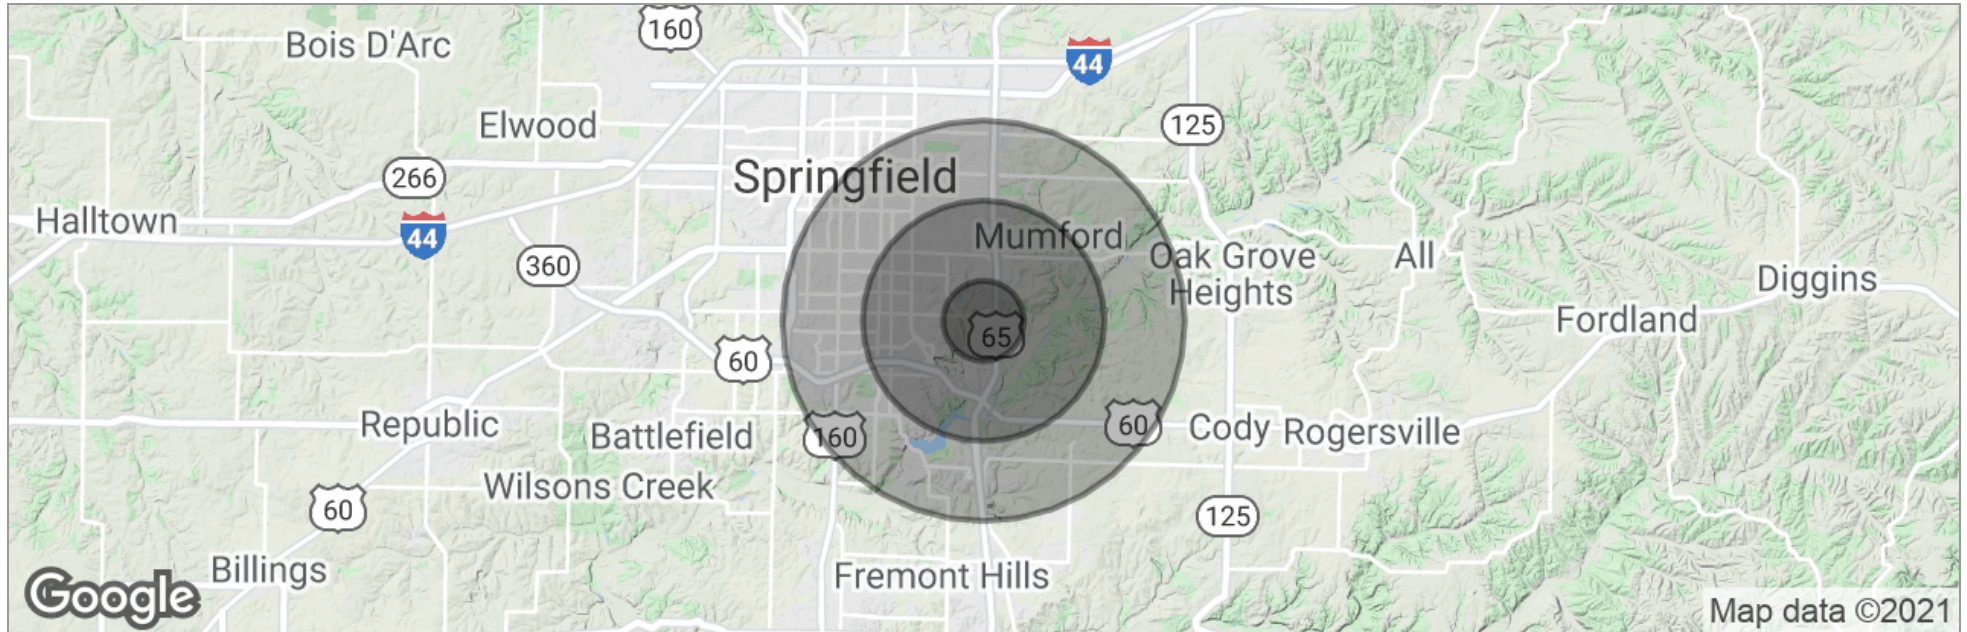 160
Bois D'Arc
44
Elwood
125
Springfield
266
Halltown
44
Mumford
360
Oak Grove
Heights
All
Diggins
Fordland
65
60
Republic
Battlefield
160
60
Cody
Rogersville
Wilsons Creek
60
125
Billings
Fremont Hills
Google
Map data ©2021